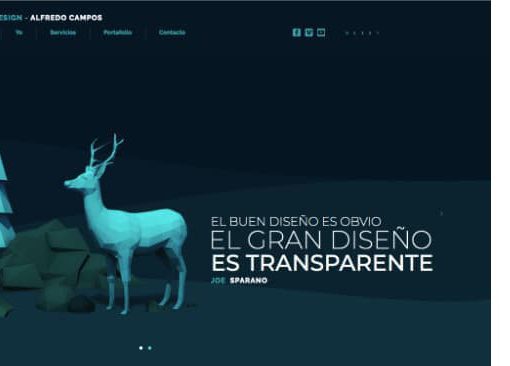 ESIGN - ALFREDO CAMPOS
Yo Servicios Portafolio Contacto
EL BUEN DISEÑO ES OBVIO
EL GRAN DISEÑO
ES TRANSPARENTE
JOE SPARANO